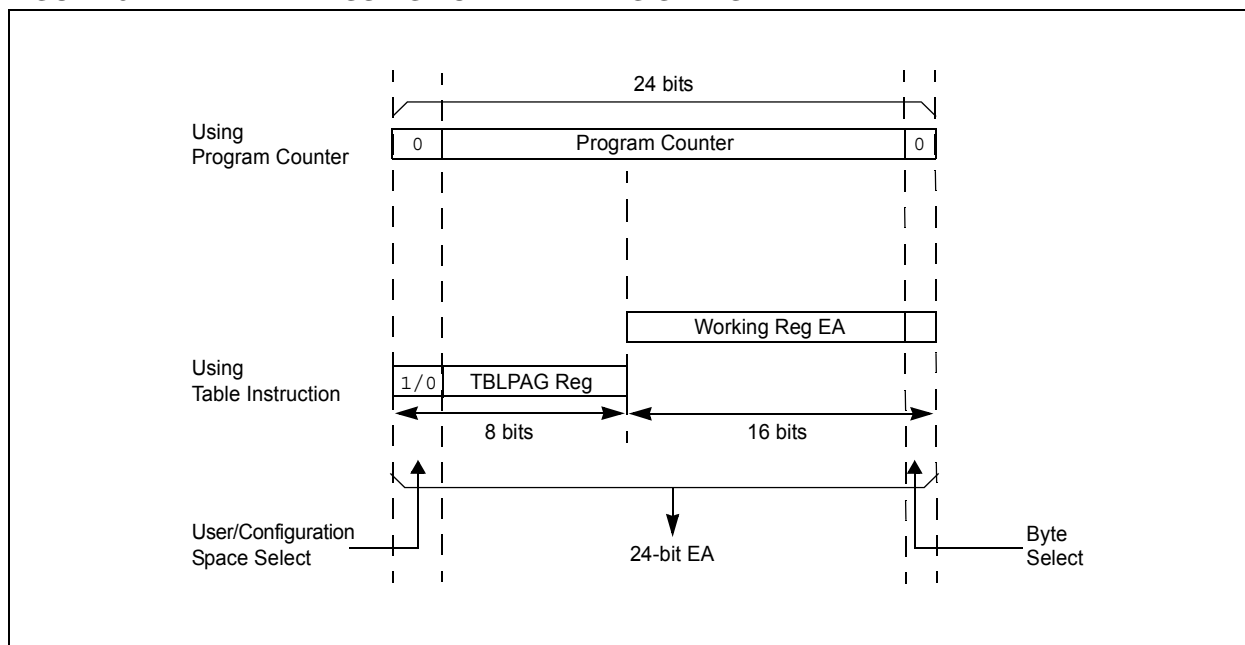 24 bits
Using
Program Counter
0
Program Counter
0
Working Reg EA
Using
Table Instruction
1/0
TBLPAG Reg
8 bits
16 bits
User/Configuration
Space Select
24-bit EA
Byte
Select